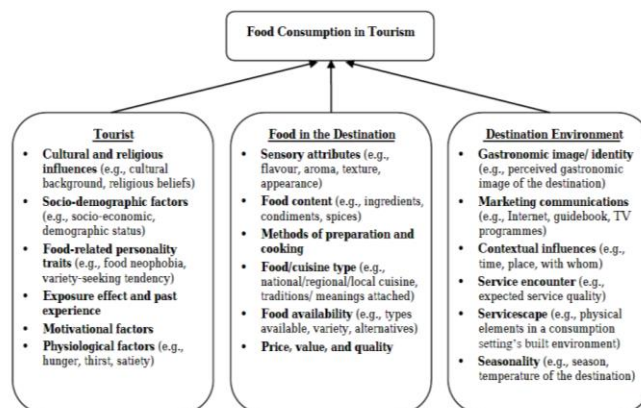 Food Consumption in Tourism
Tourist
• Cultural and religious
influences (e.g., cultural
background, religious beliefs)
• Socio-demographic factors
(e.g., socio-economic,
demographic status)
• Food-related personality
traits (e.g., food neophobia,
variety-seeking tendency)
• Exposure effect and past
experience
• Motivational factors
• Physiological factors (e.g.,
hunger, thirst, satiety)
Food in the Destination
• Sensory attributes (e.g.,
flavour, aroma, texture,
appearance)
• Food content (e.g., ingredients,
condiments, spices)
• Methods of preparation and
cooking
• Food/cuisine type (e.g.,
national/regional/local cuisine,
traditions/ meanings attached)
• Food availability (e.g., types
available, variety, alternatives)
• Price, value, and quality
Destination Environment
• Gastronomic image/ identity
(e.g., perceived gastronomic
image of the destination)
• Marketing communications
(e.g., Internet, guidebook, TV
programmes)
• Contextual influences (e.g.,
time, place, with whom)
• Service encounter (e.g.,
expected service quality)
• Servicescape (e.g., physical
elements in a consumption
setting's built environment)
• Seasonality (e.g., season,
temperature of the destination)